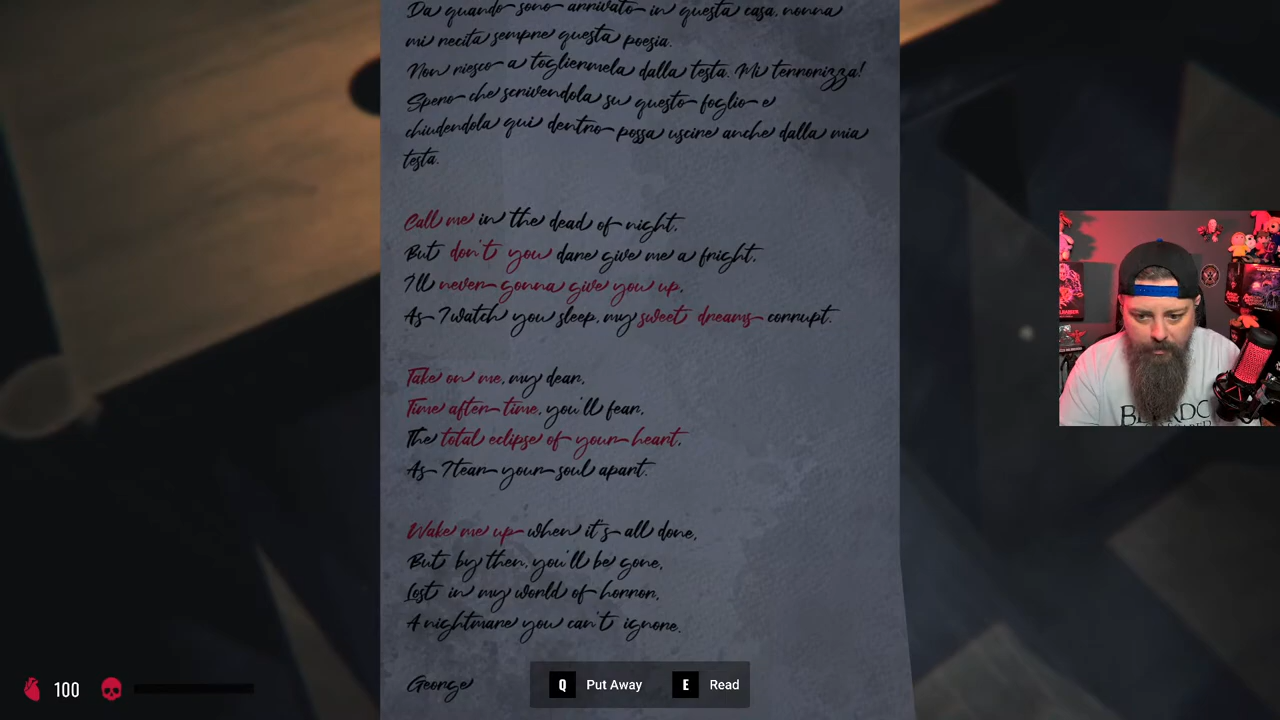 Da quando sono arrivato in questa casa, nonna
mi recita sempre questa poesia.
Non riesco a togliermela dalla testa. Mi terrorizza!
Spero che scrivendola su questo foglio e
chiudendola qui dentro possa uscire anche dalla mia
testa.
Call me in the dead of night,
But don't you dare give me a fright,
I'll never gonna give you up,
As I watch you sleep, my sweet dreams corrupt.
Take on me, my dear,
Time after time, you'll fear,
The total eclipse of your heart,
As I tear your soul apart.
Wake me up when it's all done,
But by then, you'll be gone,
Lost in my world of horror,
A nightmare you can't ignore.
George
Q Put Away E Read
100